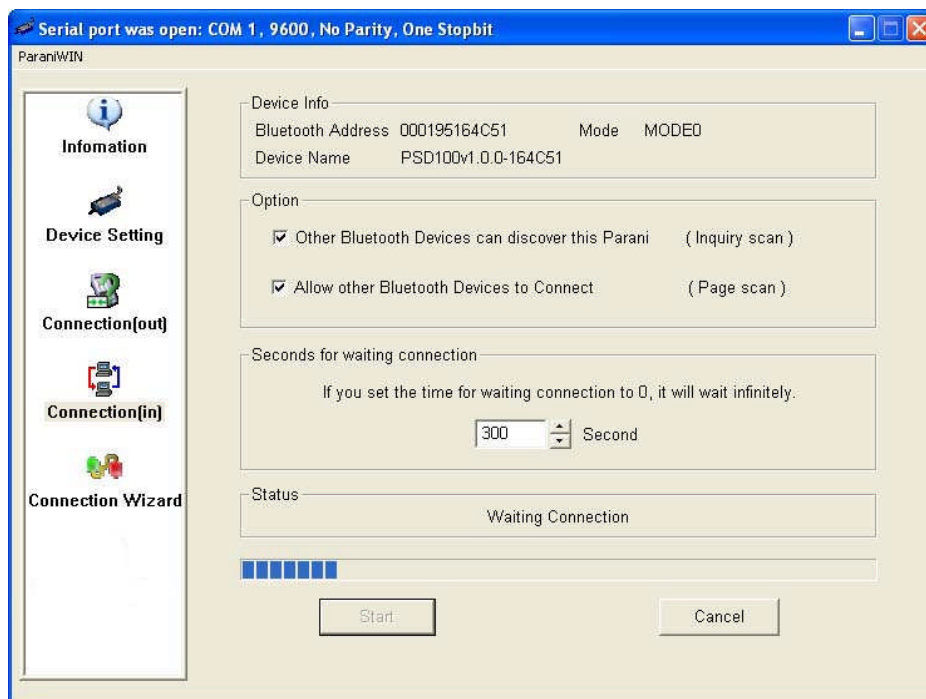 Serial port was open: COM 1, 9600, No Parity, One Stopbit
ParaniWIN
Infomation
Device Setting
Connection(out)
Connection(in)
Connection Wizard
Device Info
Bluetooth Address 000195164C51 Mode MODE0
Device Name PSD100v1.0.0-164C51
Option
Other Bluetooth Devices can discover this Parani ( Inquiry scan )
Allow other Bluetooth Devices to Connect ( Page scan )
Seconds for waiting connection
If you set the time for waiting connection to 0, it will wait infinitely.
300 Second
Status
Waiting Connection
Start Cancel